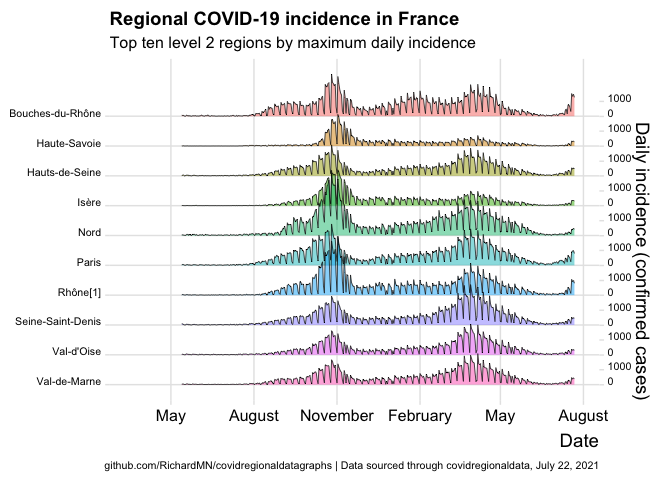 Regional COVID-19 incidence in France
Top ten level 2 regions by maximum daily incidence
Bouches-du-Rhône
Haute-Savoie
Hauts-de-Seine
Isère
Nord
Paris
Rhône[1]
Seine-Saint-Denis
Val-d'Oise
Val-de-Marne
1000
0
1000
0
1000
0
1000
0
1000
0
1000
0
1000
0
1000
0
1000
0
1000
0
Daily incidence (confirmed cases)
May August November February May August
Date
github.com/RichardMN/covidregionaldatagraphs | Data sourced through covidregionaldata, July 22, 2021